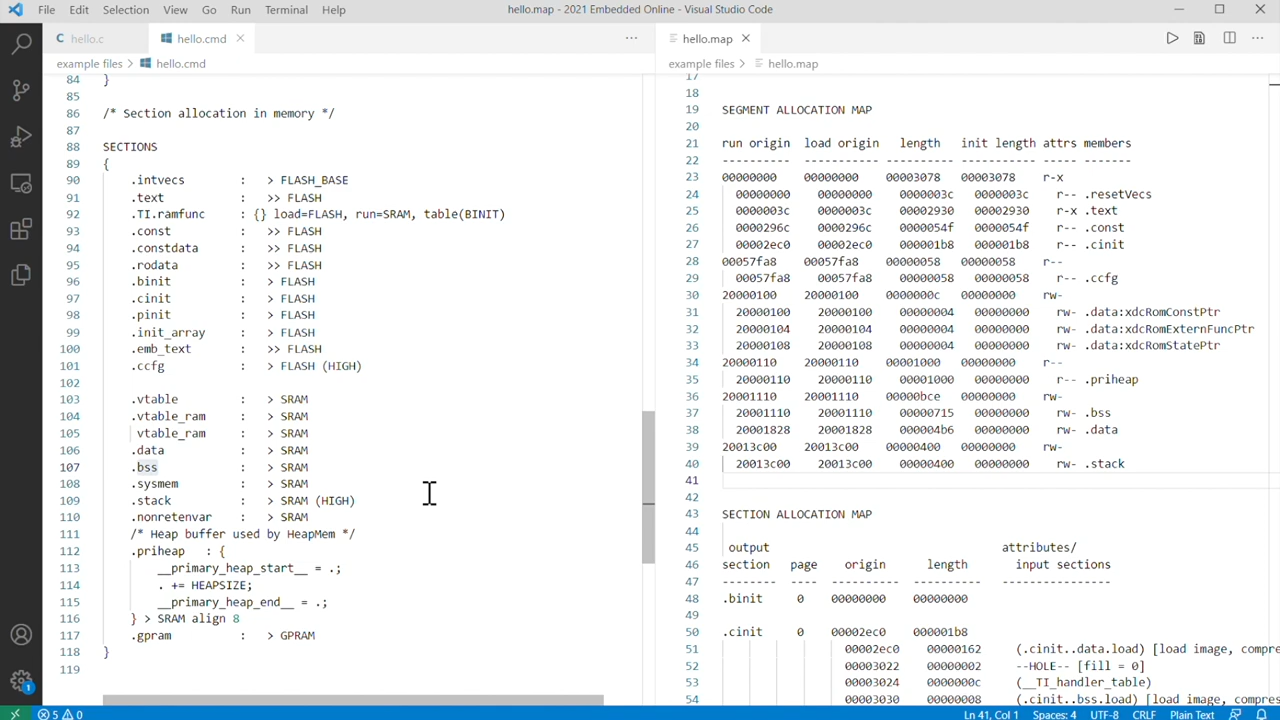 File Edit Selection View Go Run Terminal Help
hello.map - 2021 Embedded Online - Visual Studio Code
hello.c hello.cmd
example files > hello.cmd
84 }
85
86 /* Section allocation in memory */
87
88 SECTIONS
89 {
90 .intvecs : > FLASH_BASE
91 .text : >> FLASH
92 .TI.ramfunc : {} load=FLASH, run=SRAM, table(BINIT)
93 .const : >> FLASH
94 .constdata : >> FLASH
95 .rodata : >> FLASH
96 .binit : > FLASH
97 .cinit : > FLASH
98 .pinit : > FLASH
99 .init_array : > FLASH
100 .emb_text : >> FLASH
101 .ccfg : > FLASH (HIGH)
102
103 .vtable : > SRAM
104 .vtable_ram : > SRAM
105 vtable_ram : > SRAM
106 .data : > SRAM
107 .bss : > SRAM
108 .sysmem : > SRAM
109 .stack : > SRAM (HIGH)
110 .nonretenvar : > SRAM
111 /* Heap buffer used by HeapMem */
112 .priheap : {
113 __primary_heap_start__ = .;
114 . += HEAPSIZE;
115 __primary_heap_end__ = .;
116 } > SRAM align 8
117 .gpram : > GPRAM
118 }
119
hello.map
example files > hello.map
17
18
19 SEGMENT ALLOCATION MAP
20
21 run origin load origin length init length attrs members
22 ---------- ----------- ---------- ----------- ----- -------
23 00000000 00000000 00003078 00003078 r-x
24 00000000 00000000 0000003c 0000003c r-- .resetVecs
25 0000003c 0000003c 00002930 00002930 r-x .text
26 0000296c 0000296c 0000054f 0000054f r-- .const
27 00002ec0 00002ec0 000001b8 000001b8 r-- .cinit
28 00057fa8 00057fa8 00000058 00000058 r--
29 00057fa8 00057fa8 00000058 00000058 r-- .ccfg
30 20000100 20000100 0000000c 00000000 rw-
31 20000100 20000100 00000004 00000000 rw- .data:xdcRomConstPtr
32 20000104 20000104 00000004 00000000 rw- .data:xdcRomExternFuncPtr
33 20000108 20000108 00000004 00000000 rw- .data:xdcRomStatePtr
34 20000110 20000110 00001000 00000000 r--
35 20000110 20000110 00001000 00000000 r-- .priheap
36 20001110 20001110 00000bce 00000000 rw-
37 20001110 20001110 00000715 00000000 rw- .bss
38 20001828 20001828 000004b6 00000000 rw- .data
39 20013c00 20013c00 00000400 00000000 rw-
40 20013c00 20013c00 00000400 00000000 rw- .stack
41
42
43 SECTION ALLOCATION MAP
44
45 output attributes/
46 section page origin length input sections
47 -------- ---- ---------- ---------- ----------------
48 .binit 0 00000000 00000000
49
50 .cinit 0 00002ec0 000001b8
51 00002ec0 00000162 (.cinit..data.load) [load image, compre
52 00003022 00000002 --HOLE-- [fill = 0]
53 00003024 0000000c (__TI_handler_table)
54 00003030 00000008 (.cinit..bss.load) [load image, compres
1
5 0
Ln 41, Col 1 Spaces: 4 UTF-8 CRLF Plain Text